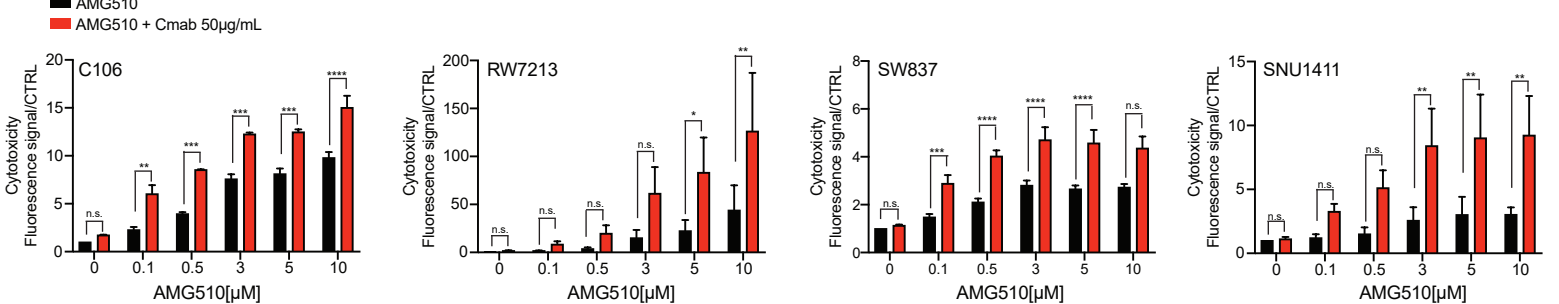 AMG510
AMG510 + Cmab 50µg/mL
C106
Cytotoxicity
Fluorescence signal/CTRL
20
15
10
5
0
n.s.
**
***
***
***
****
0 0.1 0.5 3 5 10
AMG510[µM]
RW7213
Cytotoxicity
Fluorescence signal/CTRL
200
150
100
50
0
n.s.
n.s.
n.s.
n.s.
*
**
0 0.1 0.5 3 5 10
AMG510[µM]
SW837
Cytotoxicity
Fluorescence signal/CTRL
8
6
4
2
0
n.s.
***
****
****
****
n.s.
0 0.1 0.5 3 5 10
AMG510[µM]
SNU1411
Cytotoxicity
Fluorescence signal/CTRL
15
10
5
0
n.s.
n.s.
n.s.
**
**
**
0 0.1 0.5 3 5 10
AMG510[µM]